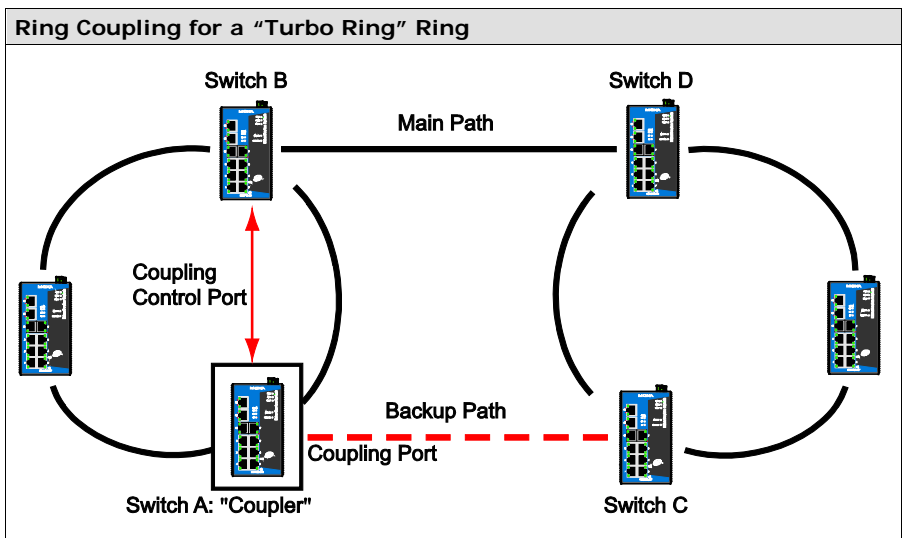 Ring Coupling for a “Turbo Ring” Ring
Switch B
Switch D
Main Path
Coupling
Control Port
Backup Path
Coupling Port
Switch A: "Coupler"
Switch C